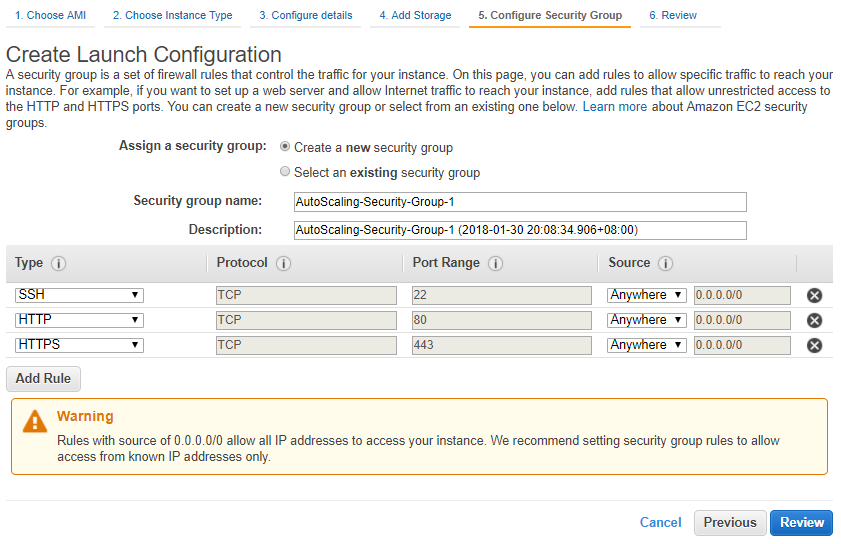 1. Choose AMI 2. Choose Instance Type 3. Configure details 4. Add Storage 5. Configure Security Group 6. Review
Create Launch Configuration
A security group is a set of firewall rules that control the traffic for your instance. On this page, you can add rules to allow specific traffic to reach your
instance. For example, if you want to set up a web server and allow Internet traffic to reach your instance, add rules that allow unrestricted access to
the HTTP and HTTPS ports. You can create a new security group or select from an existing one below. Learn more about Amazon EC2 security
groups.
Assign a security group: Create a new security group
Select an existing security group
Security group name: AutoScaling-Security-Group-1
Description: AutoScaling-Security-Group-1 (2018-01-30 20:08:34.906+08:00)
Type i Protocol i Port Range i Source i
SSH TCP 22 Anywhere 0.0.0.0/0
HTTP TCP 80 Anywhere 0.0.0.0/0
HTTPS TCP 443 Anywhere 0.0.0.0/0
Add Rule
Warning
Rules with source of 0.0.0.0/0 allow all IP addresses to access your instance. We recommend setting security group rules to allow
access from known IP addresses only.
Cancel Previous Review